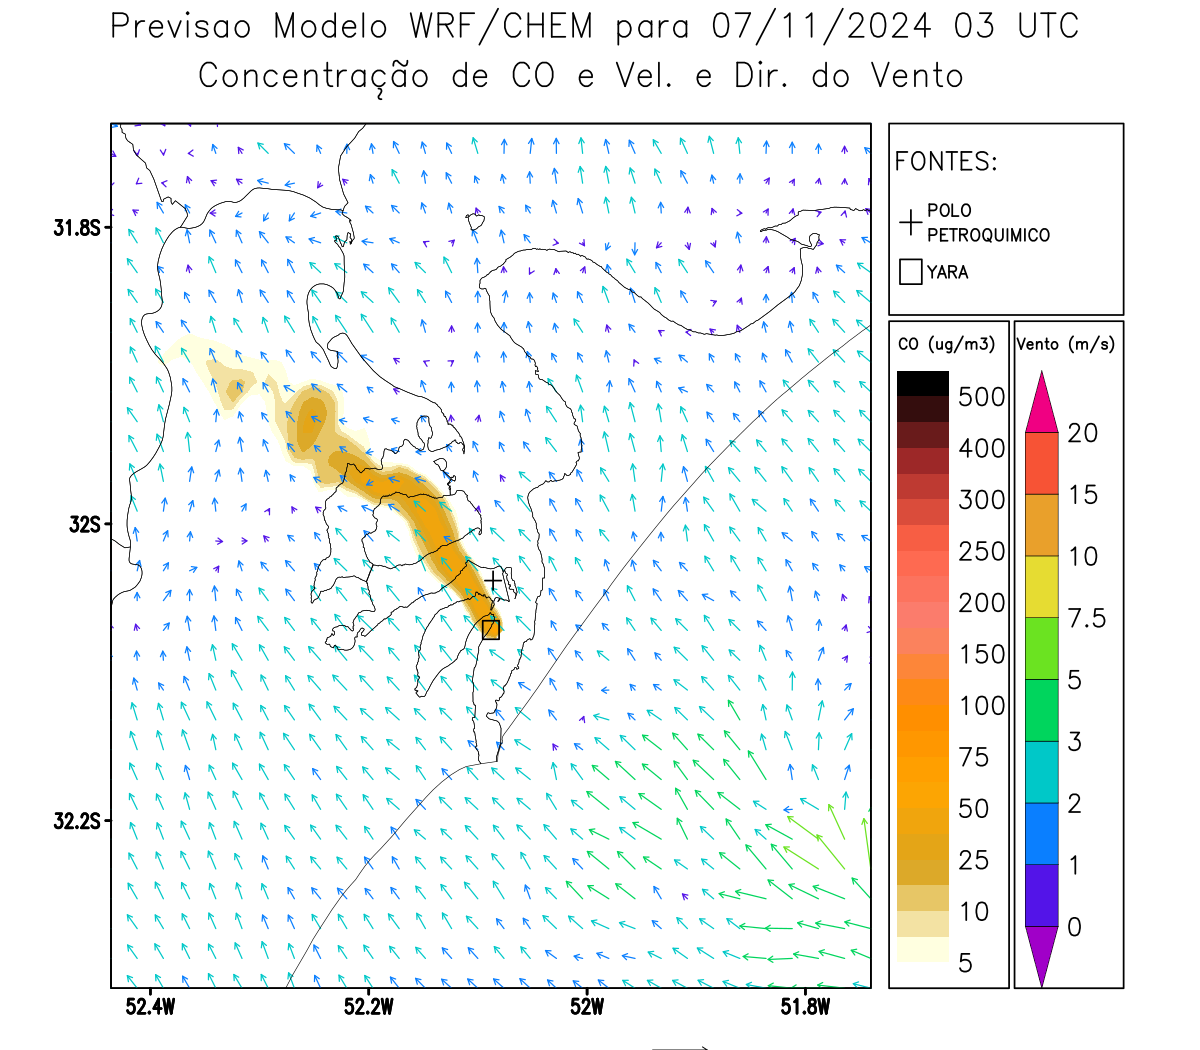 Previsao Modelo WRF/CHEM para 07/11/2024 03 UTC
Concentração de CO e Vel. e Dir. do Vento
FONTES:
POLO
PETROQUIMICO
YARA
CO (ug/m3)
500
400
300
250
200
150
100
75
50
25
10
5
Vento (m/s)
20
15
10
7.5
5
3
2
1
0
31.8S
32S
32.2S
52.4W
52.2W
52W
51.8W